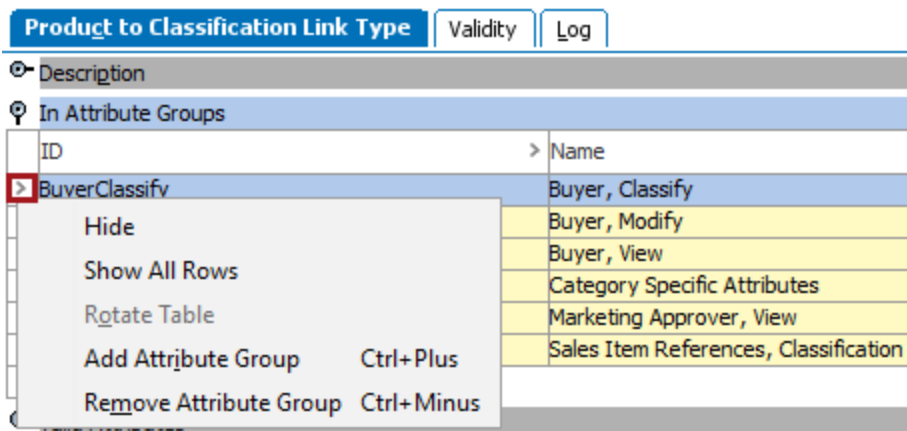 Product to Classification Link Type Validity Log
Description
In Attribute Groups
ID > Name
> BuyerClassify Buyer, Classify
Hide Buyer, Modify
Show All Rows Buyer, View
Rotate Table Category Specific Attributes
Marketing Approver, View
Add Attribute Group Ctrl+Plus Sales Item References, Classification
Remove Attribute Group Ctrl+Minus